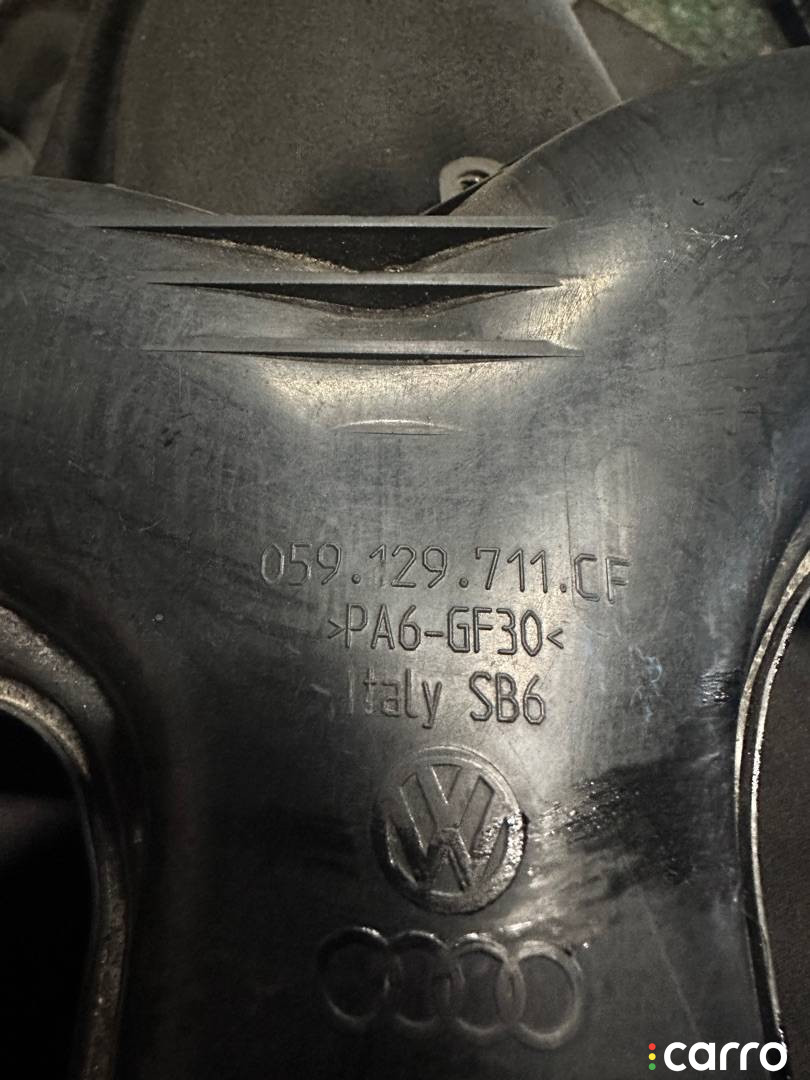 059.129.711.CF
>PA6-GF30<
Italy SB6
carro